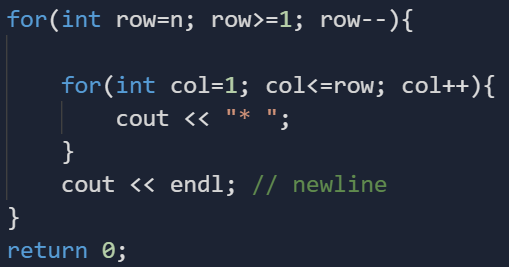 for(int row=n; row>=1; row--){
for(int col=1; col<=row; col++){
cout << "* ";
}
cout << endl; // newline
}
return 0;